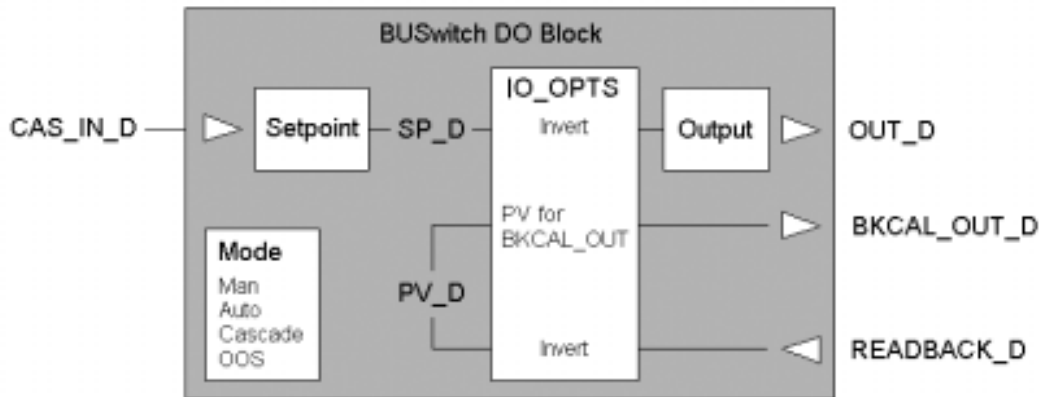 BUSwitch DO Block
CAS_IN_D
Setpoint
SP_D
IO_OPTS
Invert
Output
OUT_D
PV for
BKCAL_OUT
BKCAL_OUT_D
Mode
Man
Auto
Cascade
OOS
PV_D
Invert
READBACK_D